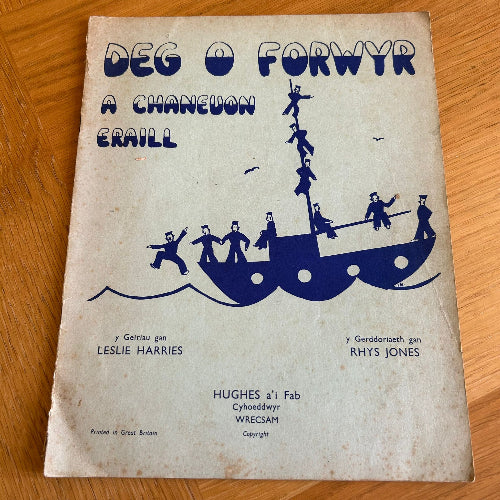 DEG O FORWYR
A CHANEUON
ERAILL
y Geiriau gan
LESLIE HARRIES
y Gerddoriaeth gan
RHYS JONES
HUGHES a'i Fab
Cyhoeddwyr
WRECSAM
Printed in Great Britain
Copyright